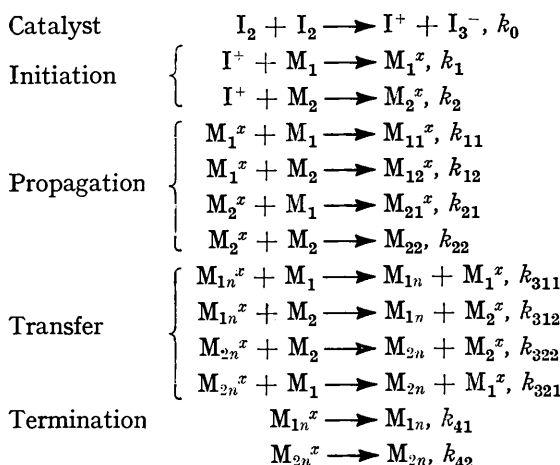 Catalyst I₂ + I₂ ⟶ I⁺ + I₃⁻, k₀
Initiation { I⁺ + M₁ ⟶ M₁ˣ, k₁
I⁺ + M₂ ⟶ M₂ˣ, k₂
Propagation { M₁ˣ + M₁ ⟶ M₁₁ˣ, k₁₁
M₁ˣ + M₂ ⟶ M₁₂ˣ, k₁₂
M₂ˣ + M₁ ⟶ M₂₁ˣ, k₂₁
M₂ˣ + M₂ ⟶ M₂₂, k₂₂
Transfer { M₁ₙˣ + M₁ ⟶ M₁ₙ + M₁ˣ, k₃₁₁
M₁ₙˣ + M₂ ⟶ M₁ₙ + M₂ˣ, k₃₁₂
M₂ₙˣ + M₂ ⟶ M₂ₙ + M₂ˣ, k₃₂₂
M₂ₙˣ + M₁ ⟶ M₂ₙ + M₁ˣ, k₃₂₁
Termination M₁ₙˣ ⟶ M₁ₙ, k₄₁
M₂ₙˣ ⟶ M₂ₙ, k₄₂